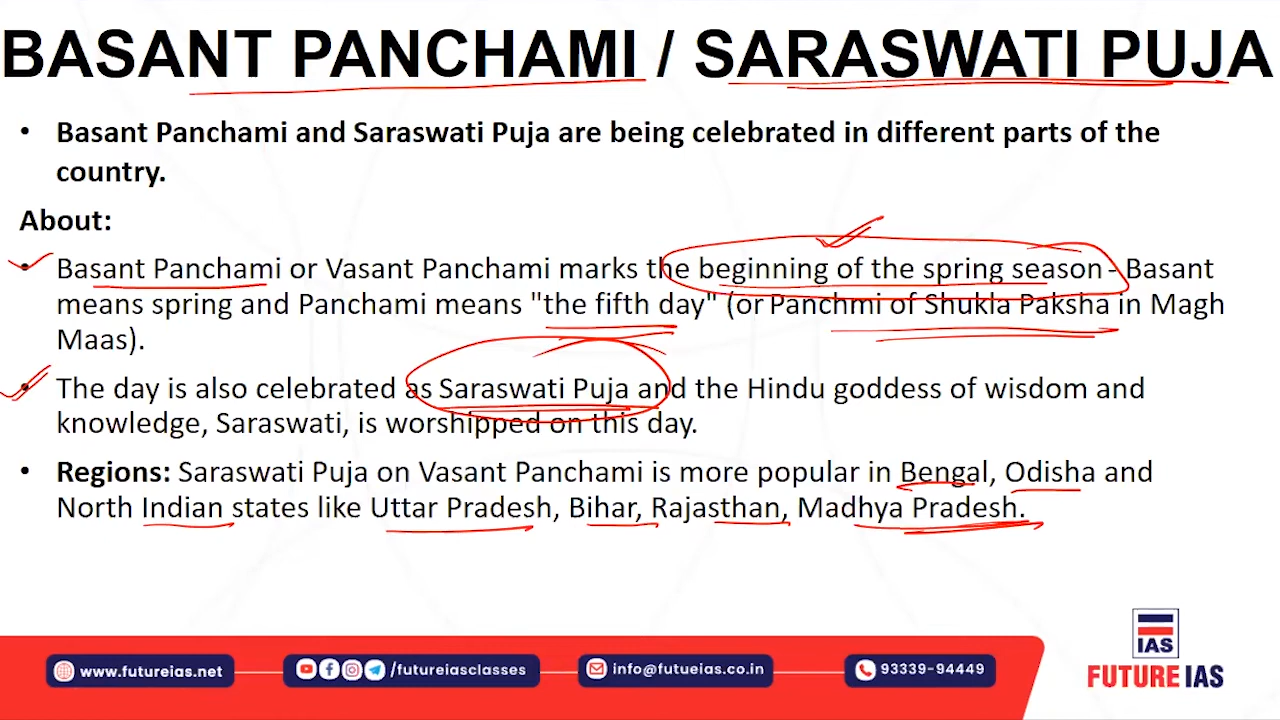 BASANT PANCHAMI / SARASWATI PUJA
• Basant Panchami and Saraswati Puja are being celebrated in different parts of the
country.
About:
• Basant Panchami or Vasant Panchami marks the beginning of the spring season - Basant
means spring and Panchami means "the fifth day" (or Panchmi of Shukla Paksha in Magh
Maas).
• The day is also celebrated as Saraswati Puja and the Hindu goddess of wisdom and
knowledge, Saraswati, is worshipped on this day.
• Regions: Saraswati Puja on Vasant Panchami is more popular in Bengal, Odisha and
North Indian states like Uttar Pradesh, Bihar, Rajasthan, Madhya Pradesh.
www.futureias.net /futureiasclasses info@futueias.co.in 93339-94449
IAS
FUTURE IAS